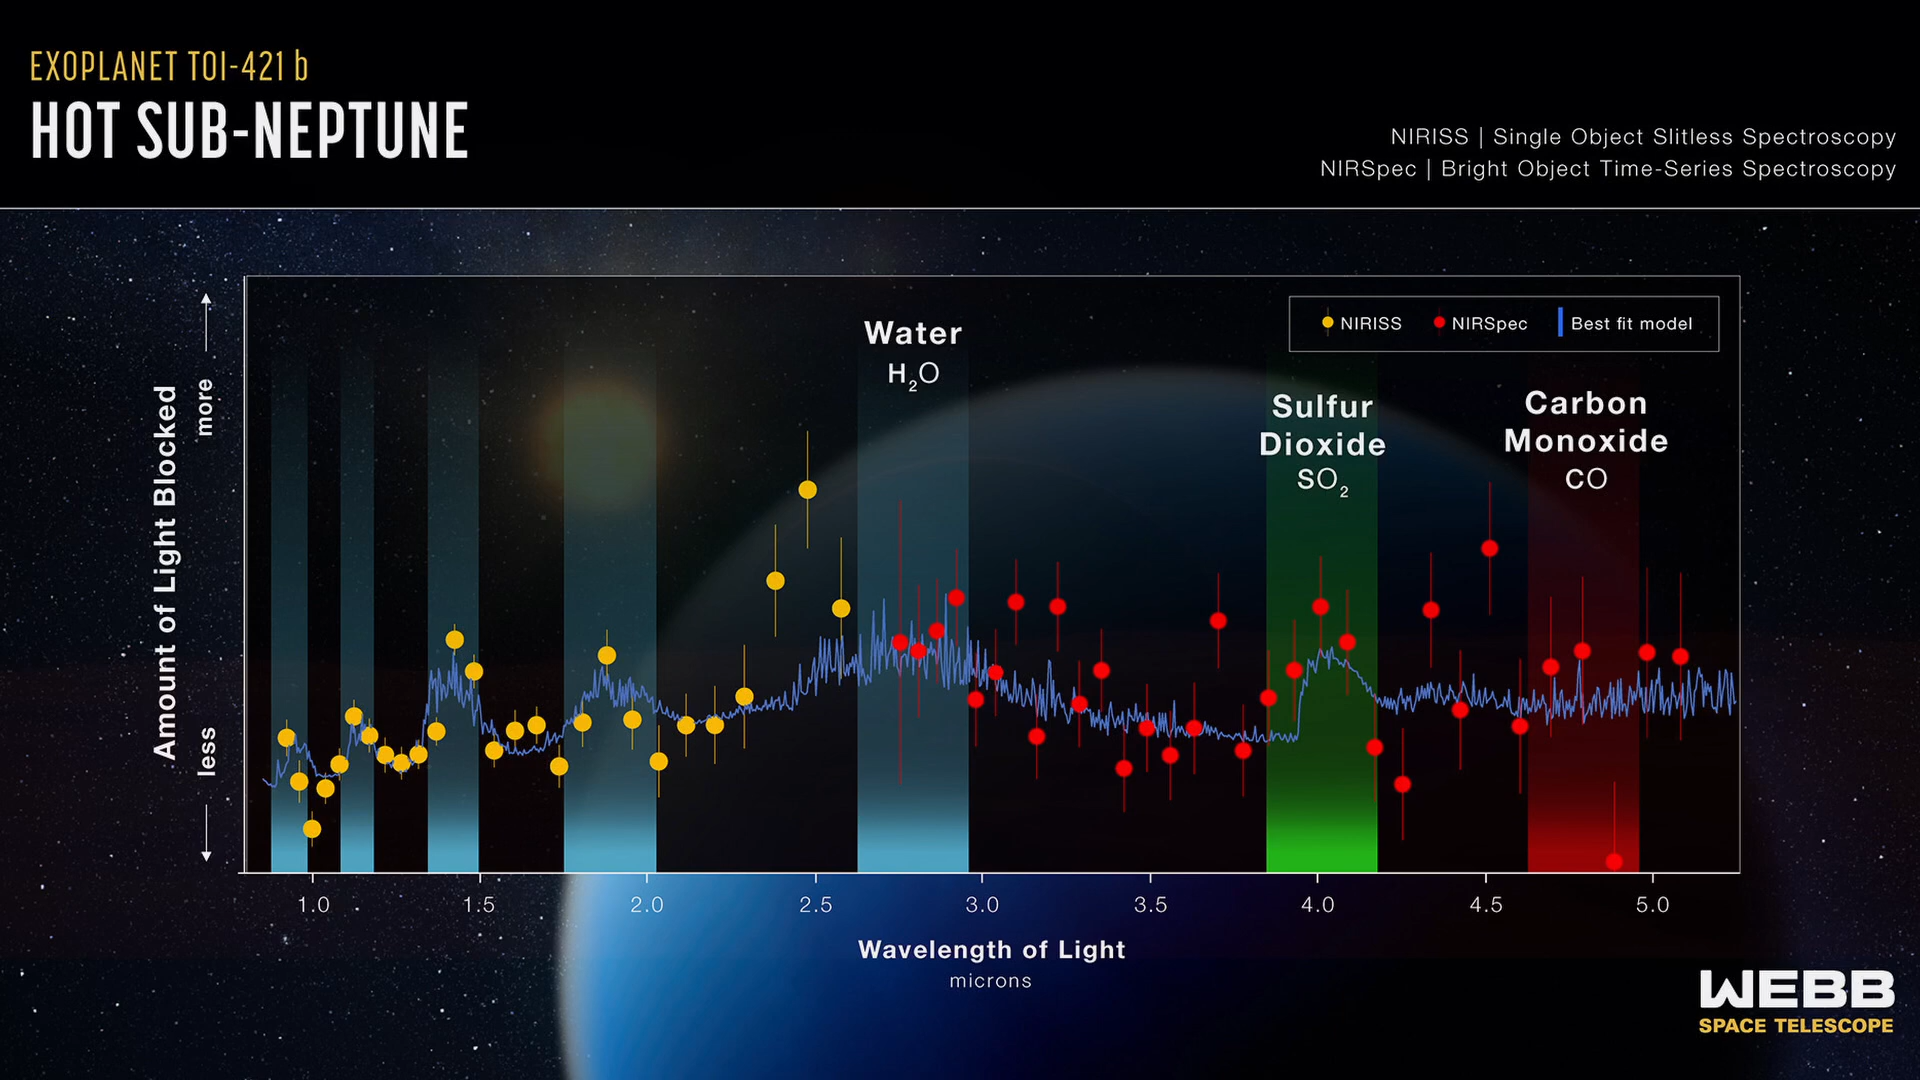 EXOPLANET TOI-421 b
HOT SUB-NEPTUNE
NIRISS | Single Object Slitless Spectroscopy
NIRSpec | Bright Object Time-Series Spectroscopy
NIRISS
NIRSpec
Best fit model
Water
H₂O
Sulfur
Dioxide
SO₂
Carbon
Monoxide
CO
Amount of Light Blocked
more
less
1.0 1.5 2.0 2.5 3.0 3.5 4.0 4.5 5.0
Wavelength of Light
microns
WEBB
SPACE TELESCOPE